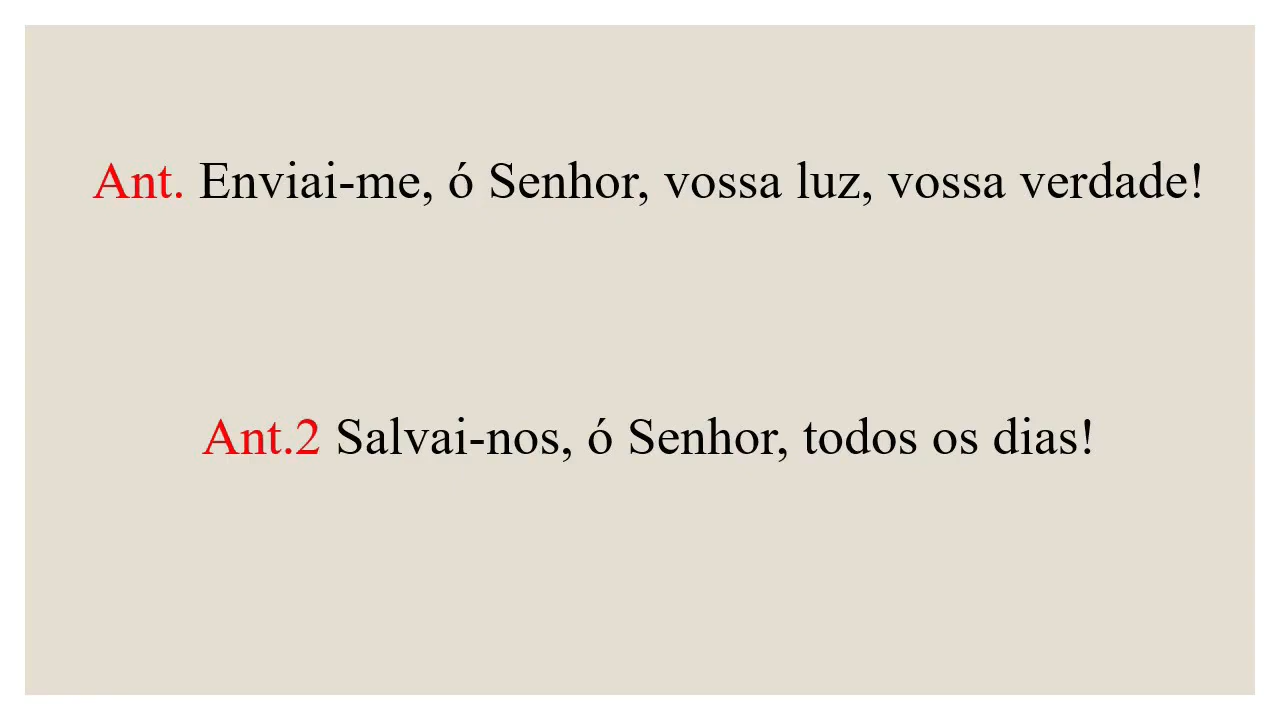 Ant. Enviai-me, ó Senhor, vossa luz, vossa verdade!
Ant.2 Salvai-nos, ó Senhor, todos os dias!